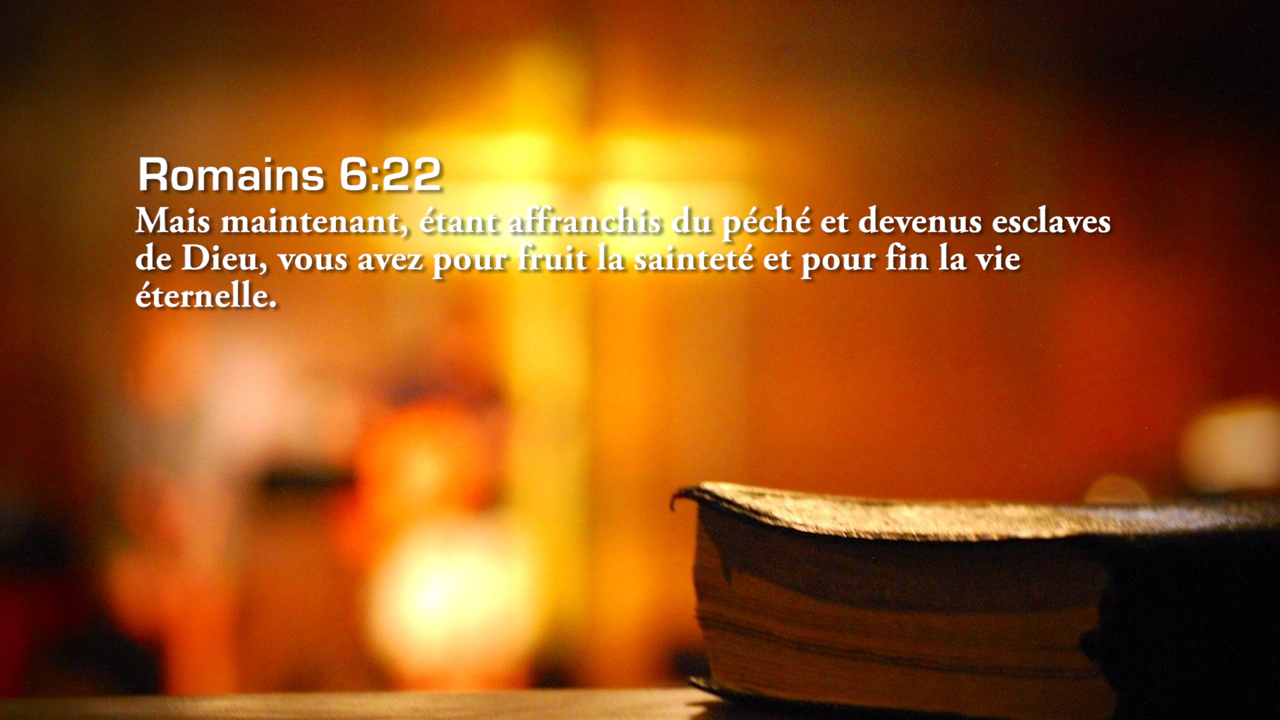 Romains 6:22
Mais maintenant, étant affranchis du péché et devenus esclaves
de Dieu, vous avez pour fruit la sainteté et pour fin la vie
éternelle.